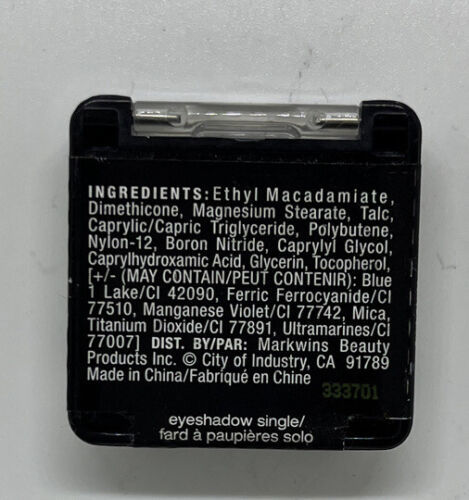 INGREDIENTS: Ethyl Macadamiate,
Dimethicone, Magnesium Stearate, Talc,
Caprylic/Capric Triglyceride, Polybutene,
Nylon-12, Boron Nitride, Caprylyl Glycol,
Caprylhydroxamic Acid, Glycerin, Tocopherol,
[+/- (MAY CONTAIN/PEUT CONTENIR): Blue
1 Lake/CI 42090, Ferric Ferrocyanide/CI
77510, Manganese Violet/CI 77742, Mica,
Titanium Dioxide/CI 77891, Ultramarines/CI
77007] DIST. BY/PAR: Markwins Beauty
Products Inc. © City of Industry, CA 91789
Made in China/Fabriqué en Chine
333701
eyeshadow single/
fard à paupières solo